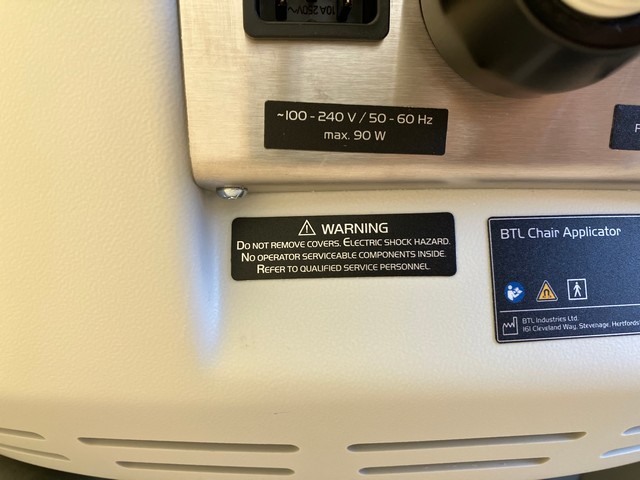 10A 250V~
~100 - 240 V / 50 - 60 Hz
max. 90 W
WARNING
DO NOT REMOVE COVERS. ELECTRIC SHOCK HAZARD.
NO OPERATOR SERVICEABLE COMPONENTS INSIDE.
REFER TO QUALIFIED SERVICE PERSONNEL.
BTL Chair Applicator
BTL Industries Ltd.
161 Cleveland Way, Stevenage, Hertfords